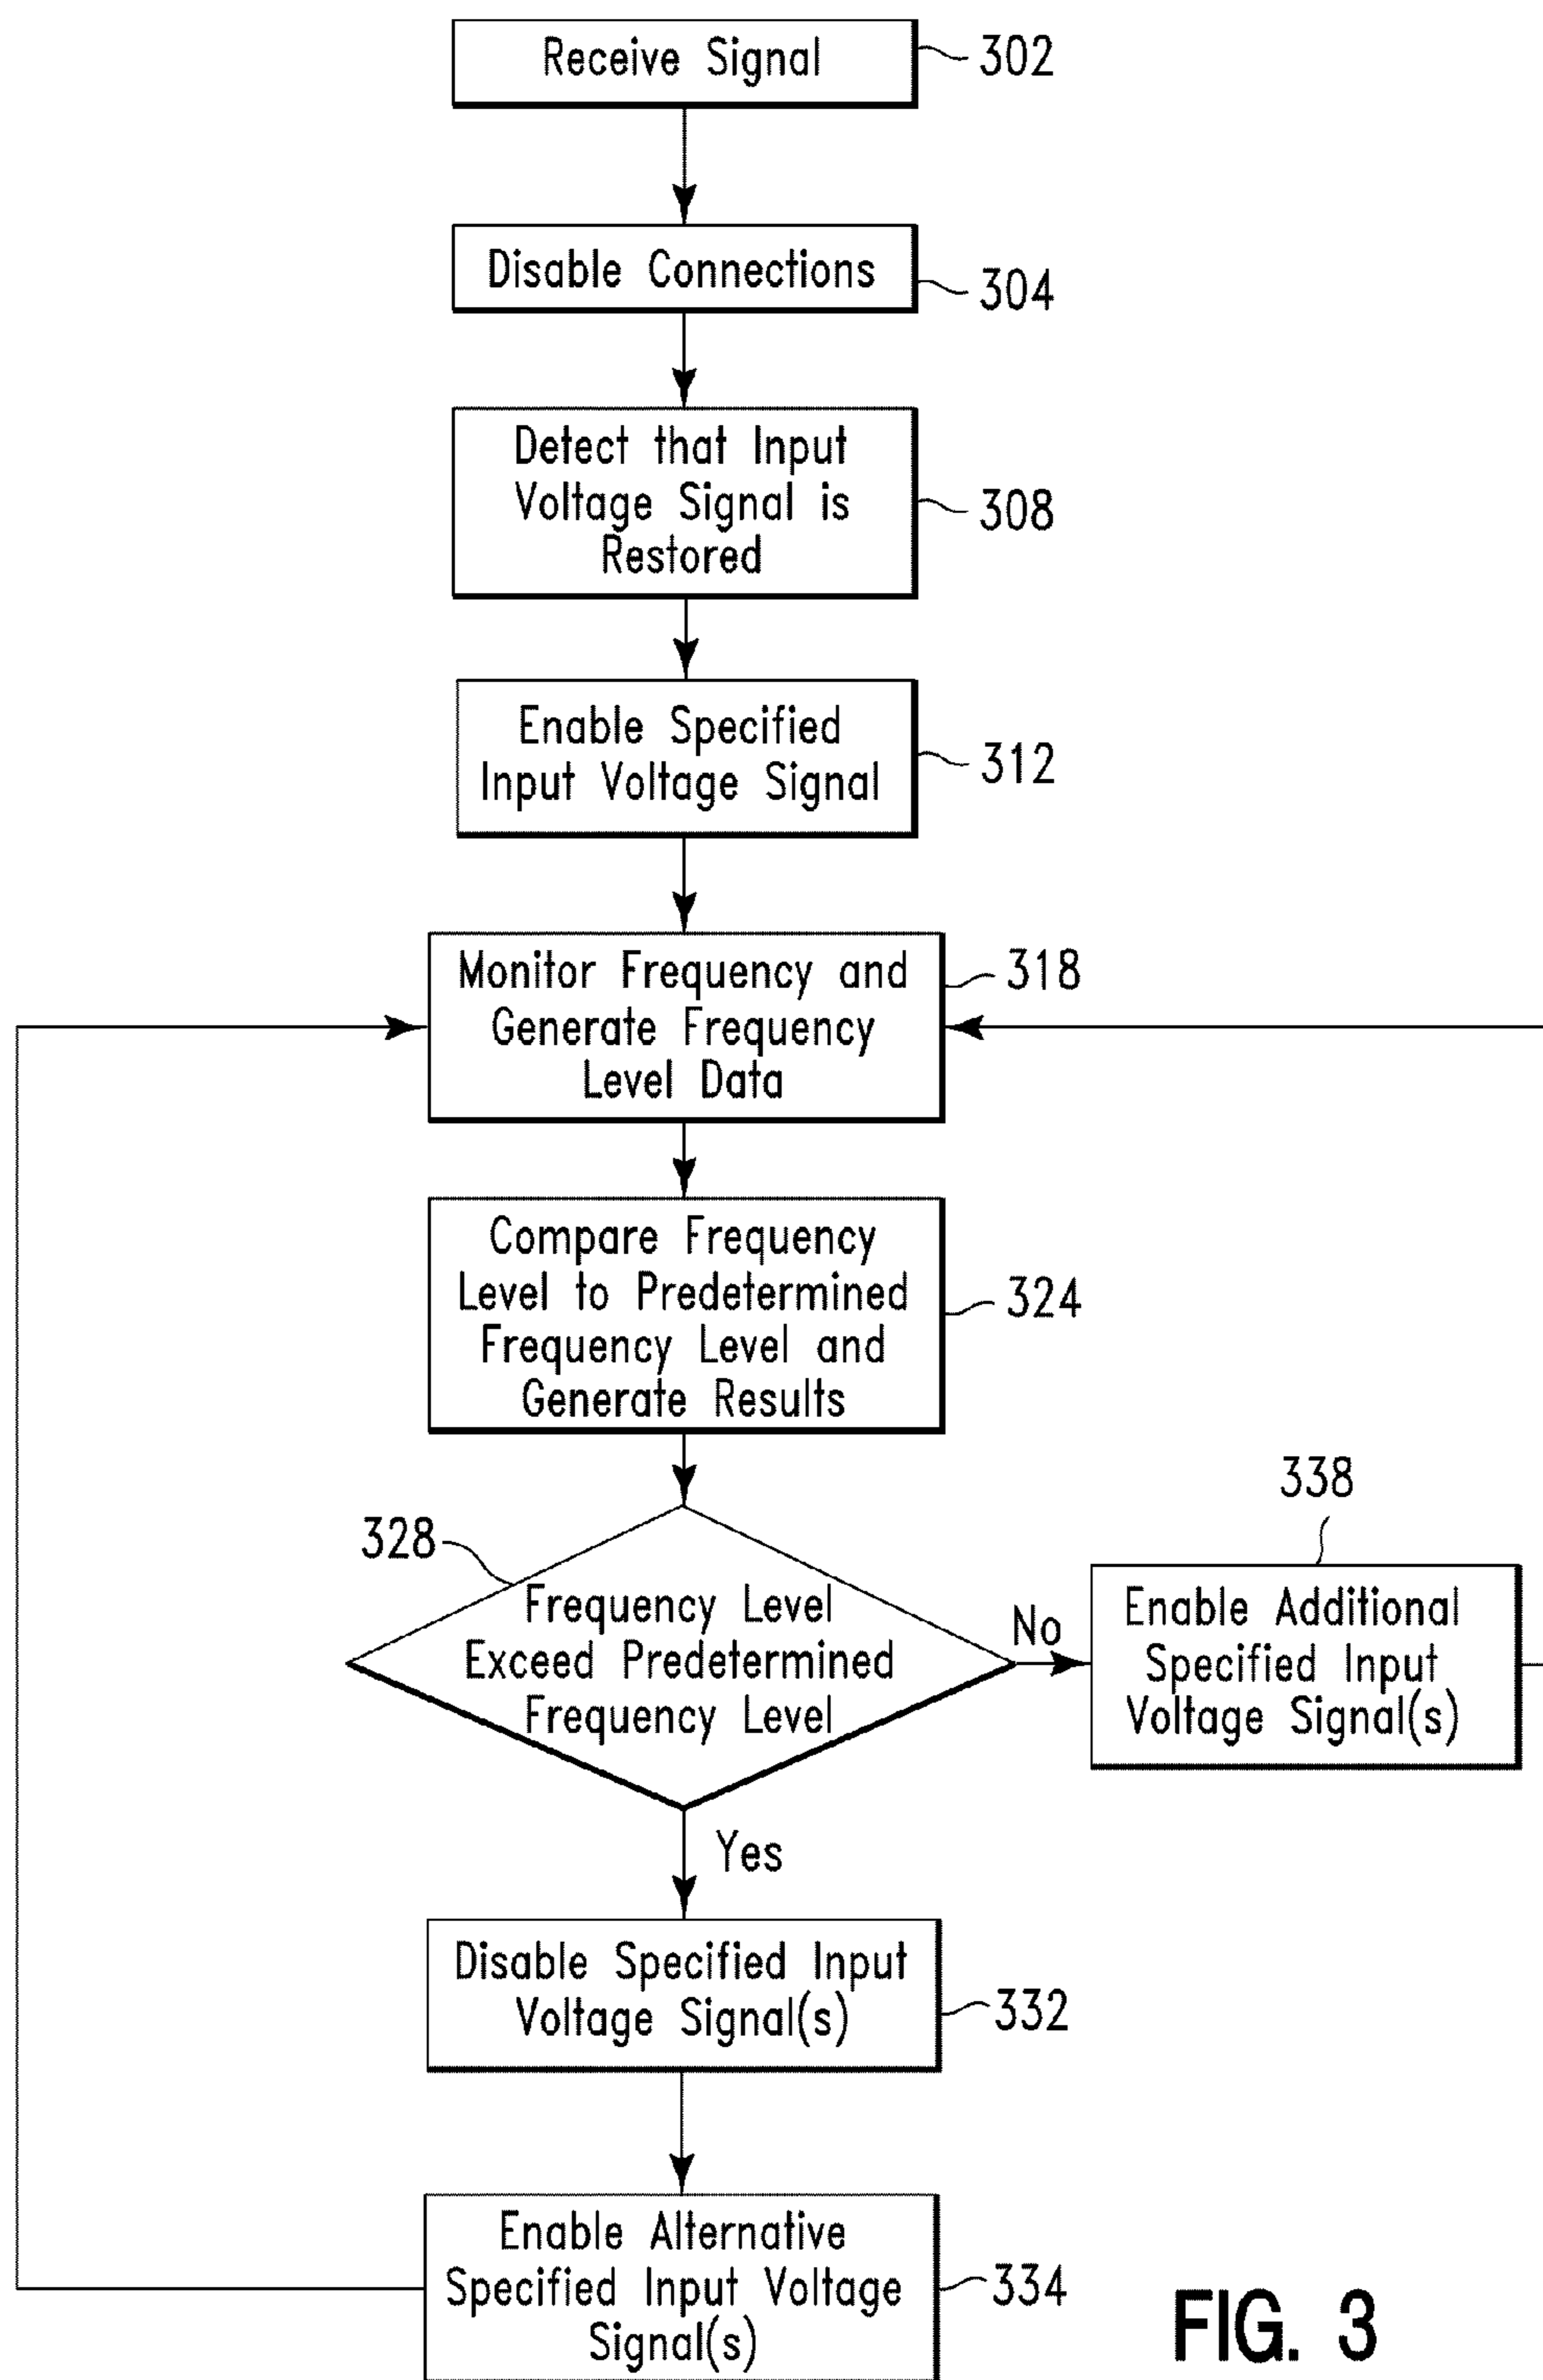 Receive Signal
302
Disable Connections
304
Detect that Input
Voltage Signal is
Restored
308
Enable Specified
Input Voltage Signal
312
Monitor Frequency and
Generate Frequency
Level Data
318
Compare Frequency
Level to Predetermined
Frequency Level and
Generate Results
324
328
Frequency Level
Exceed Predetermined
Frequency Level
No
338
Enable Additional
Specified Input
Voltage Signal(s)
Yes
Disable Specified Input
Voltage Signal(s)
332
Enable Alternative
Specified Input Voltage
Signal(s)
334
FIG. 3